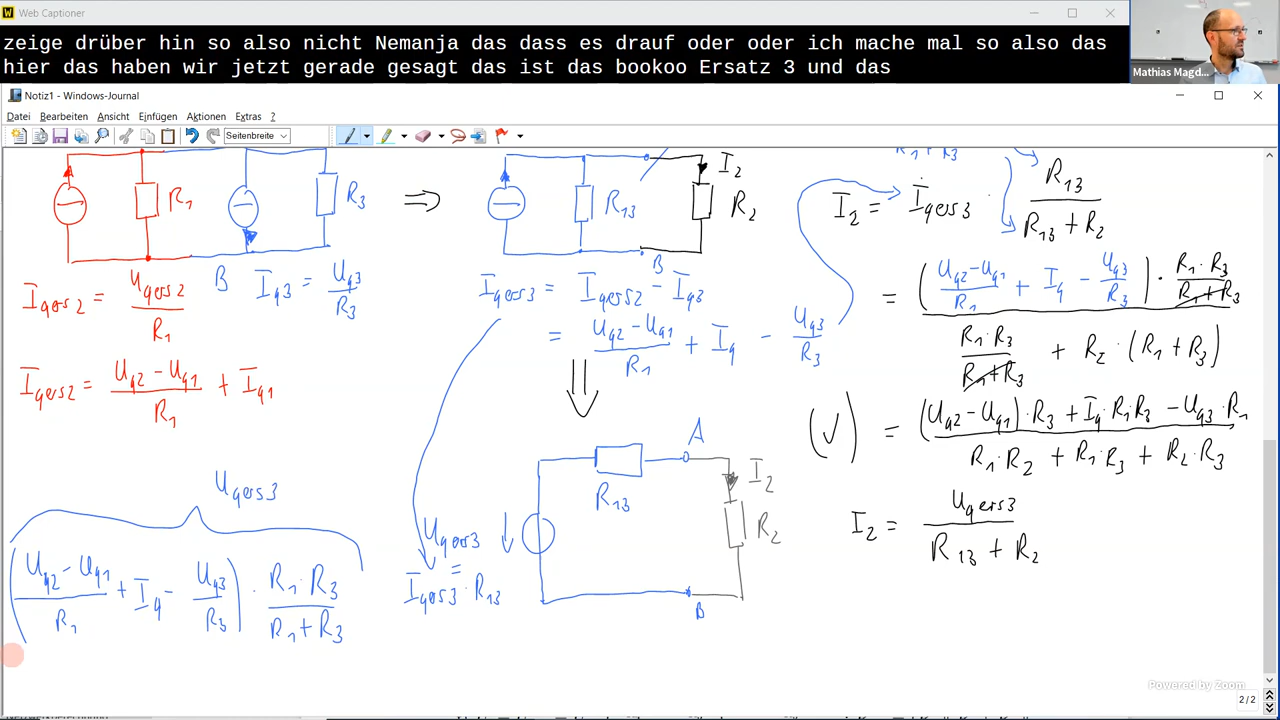 Web Captioner
zeige drüber hin so also nicht Nemanja das dass es drauf oder oder ich mache mal so also das
hier das haben wir jetzt gerade gesagt das ist das bookoo Ersatz 3 und das
Mathias Magd...
Notiz1 - Windows-Journal
Datei Bearbeiten Ansicht Einfügen Aktionen Extras ?
Seitenbreite
R1
R3
⇒
R13
I2
R2
B
B
Iqers2 = Uqers2 / R1
Iq3 = Uq3 / R3
Iqers2 = (Uq2 - Uq1) / R1 + Iq1
Iqers3 = Iqers2 - Iq3
= (Uq2 - Uq1) / R1 + Iq - Uq3 / R3
A
R13
I2
R2
Uqers3
=
Iqers3 · R13
B
Uqers3
((Uq2 - Uq1) / R1 + Iq - Uq3 / R3) · (R1 · R3) / (R1 + R3)
R1 + R3
I2 = Iqers3 · R13 / (R13 + R2)
= ((Uq2 - Uq1) / R1 + Iq - Uq3 / R3) · (R1 · R3) / (R1 + R3)
(R1 · R3) / (R1 + R3) + R2 · (R1 + R3)
(√) = (Uq2 - Uq1) · R3 + Iq · R1 · R3 - Uq3 · R1
R1 · R2 + R1 · R3 + R2 · R3
I2 = Uqers3 / (R13 + R2)
Powered by Zoom
2 / 2